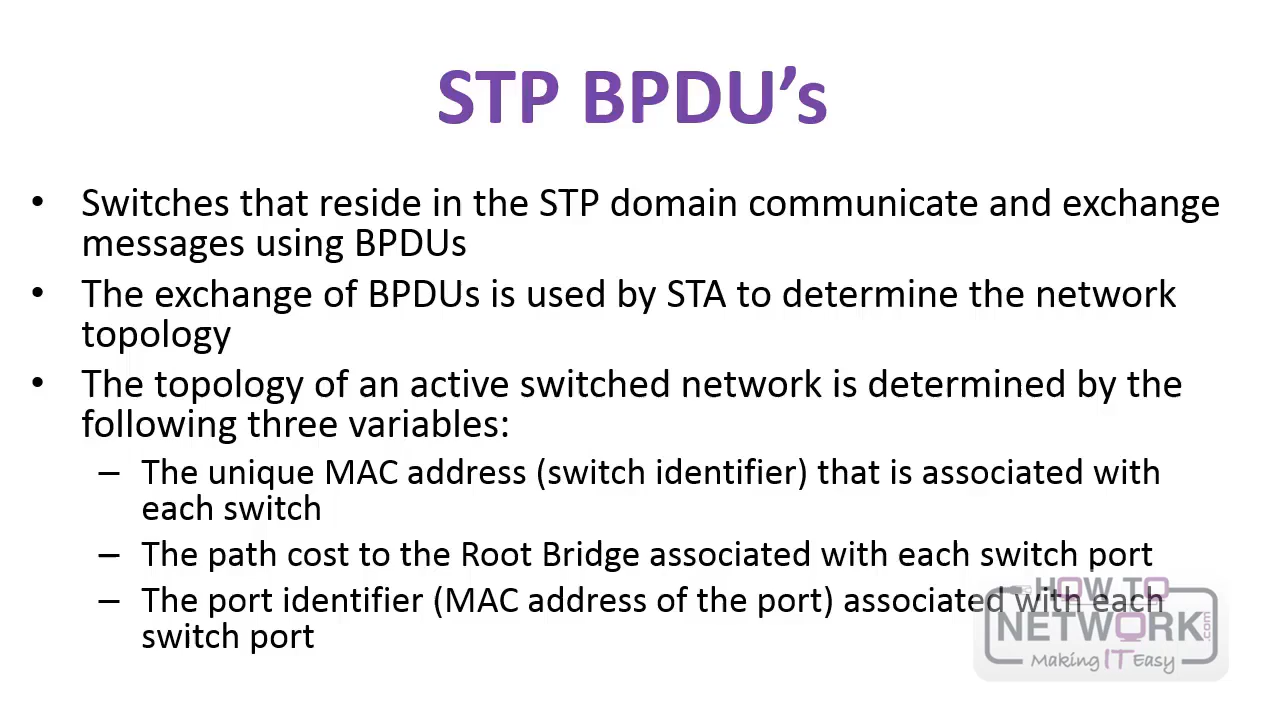 STP BPDU’s
• Switches that reside in the STP domain communicate and exchange
messages using BPDUs
• The exchange of BPDUs is used by STA to determine the network
topology
• The topology of an active switched network is determined by the
following three variables:
– The unique MAC address (switch identifier) that is associated with
each switch
– The path cost to the Root Bridge associated with each switch port
– The port identifier (MAC address of the port) associated with each
switch port
HOW TO
NETWORK.com
Making IT Easy